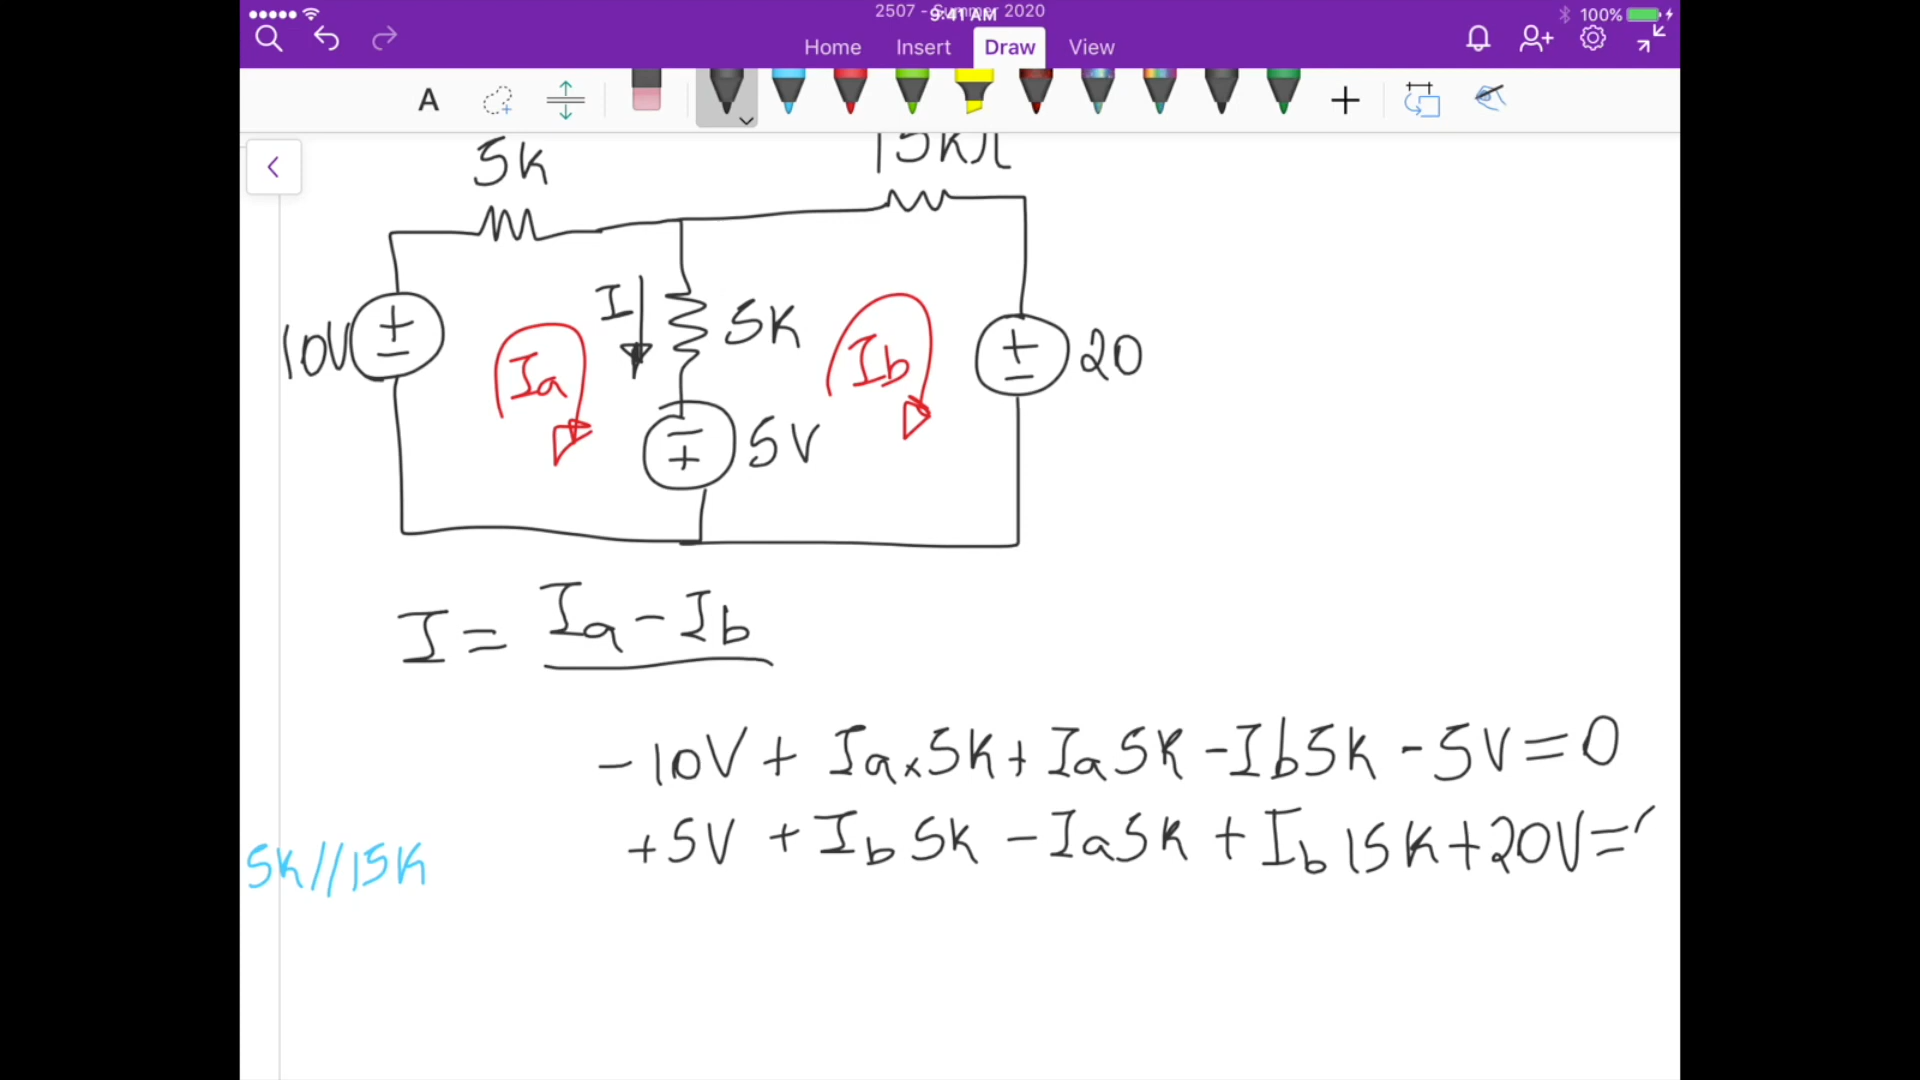 2507 - Summer 2020
9:41 AM
100%
Home Insert Draw View
A
5k
15kΩ
I
5K
10V
+
−
Ia
Ib
+
−
20
−
+
5V
I = Ia - Ib
-10V + Ia×5K + Ia5K - Ib5K - 5V = 0
+5V + Ib5K - Ia5K + Ib15K + 20V =
5K//15K